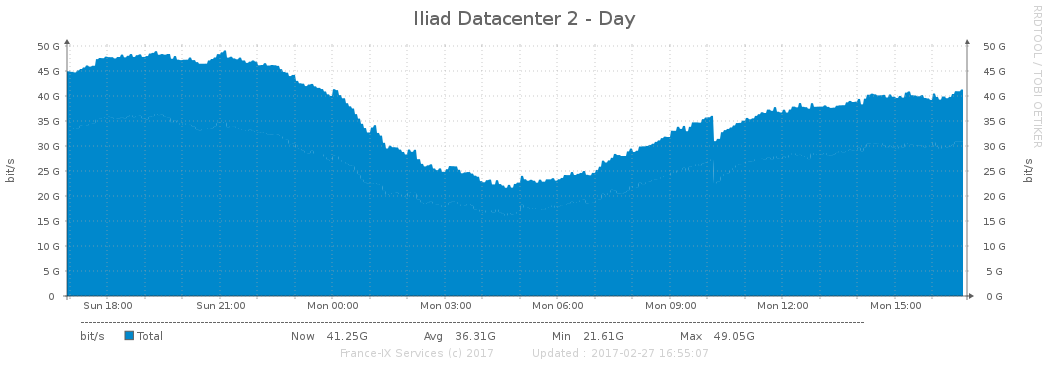 Iliad Datacenter 2 - Day
RRDTOOL / TOBI OETIKER
50 G 50 G
45 G 45 G
40 G 40 G
35 G 35 G
30 G 30 G
25 G 25 G
20 G 20 G
15 G 15 G
10 G 10 G
5 G 5 G
0 0 G
bit/s bit/s
Sun 18:00 Sun 21:00 Mon 00:00 Mon 03:00 Mon 06:00 Mon 09:00 Mon 12:00 Mon 15:00
bit/s Total Now 41.25G Avg 36.31G Min 21.61G Max 49.05G
France-IX Services (c) 2017 Updated : 2017-02-27 16:55:07